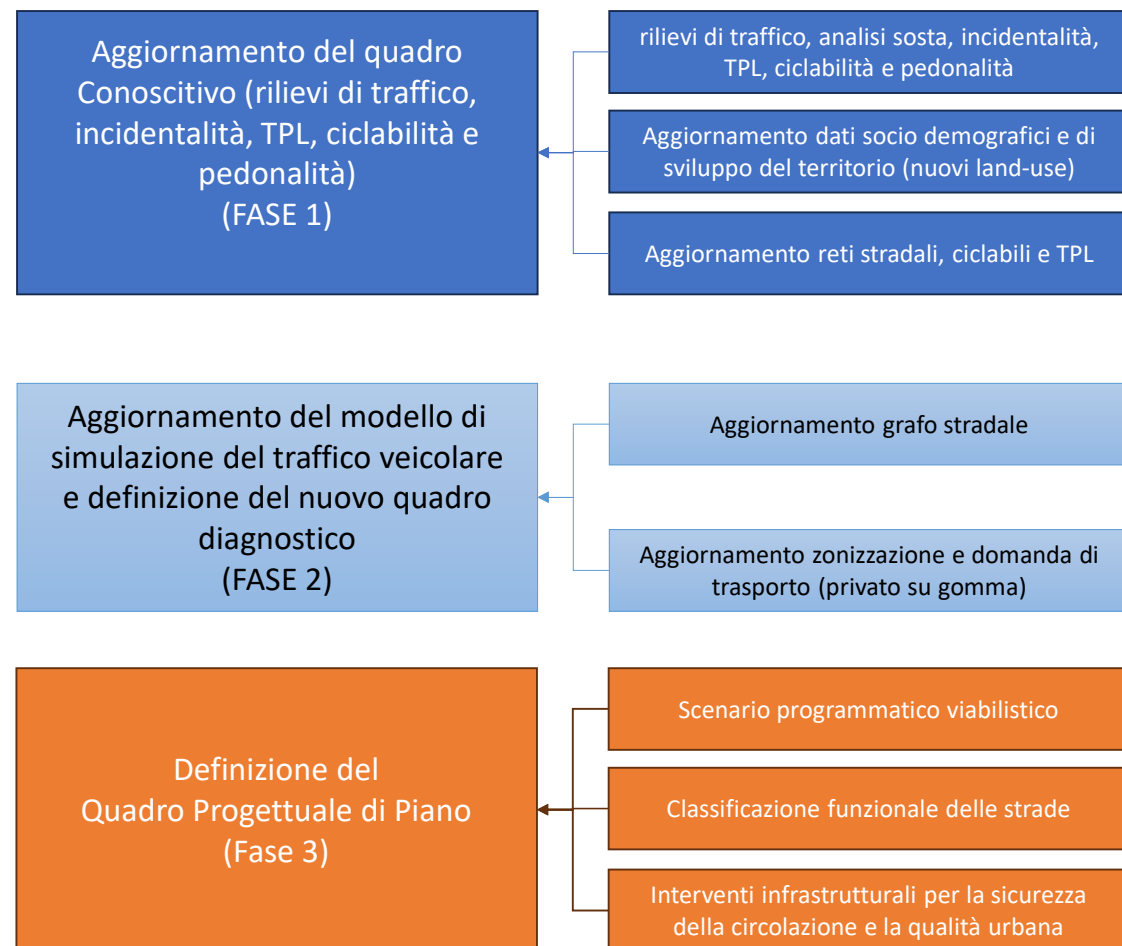 Aggiornamento del quadro
Conoscitivo (rilievi di traffico,
incidentalità, TPL, ciclabilità e
pedonalità)
(FASE 1)
rilievi di traffico, analisi sosta, incidentalità,
TPL, ciclabilità e pedonalità
Aggiornamento dati socio demografici e di
sviluppo del territorio (nuovi land-use)
Aggiornamento reti stradali, ciclabili e TPL
Aggiornamento del modello di
simulazione del traffico veicolare
e definizione del nuovo quadro
diagnostico
(FASE 2)
Aggiornamento grafo stradale
Aggiornamento zonizzazione e domanda di
trasporto (privato su gomma)
Definizione del
Quadro Progettuale di Piano
(Fase 3)
Scenario programmatico viabilistico
Classificazione funzionale delle strade
Interventi infrastrutturali per la sicurezza
della circolazione e la qualità urbana